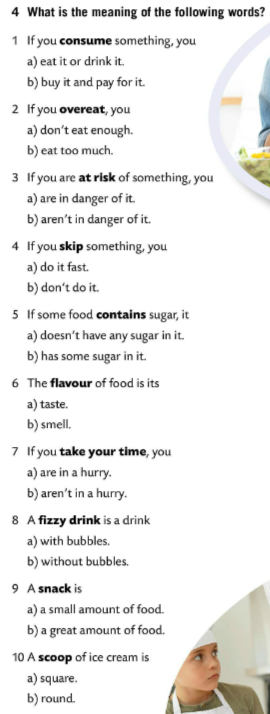 4 What is the meaning of the following words?
1 If you consume something, you
a) eat it or drink it.
b) buy it and pay for it.
2 If you overeat, you
a) don't eat enough.
b) eat too much.
3 If you are at risk of something, you
a) are in danger of it.
b) aren't in danger of it.
4 If you skip something, you
a) do it fast.
b) don't do it.
5 If some food contains sugar, it
a) doesn't have any sugar in it.
b) has some sugar in it.
6 The flavour of food is its
a) taste.
b) smell.
7 If you take your time, you
a) are in a hurry.
b) aren't in a hurry.
8 A fizzy drink is a drink
a) with bubbles.
b) without bubbles.
9 A snack is
a) a small amount of food.
b) a great amount of food.
10 A scoop of ice cream is
a) square.
b) round.